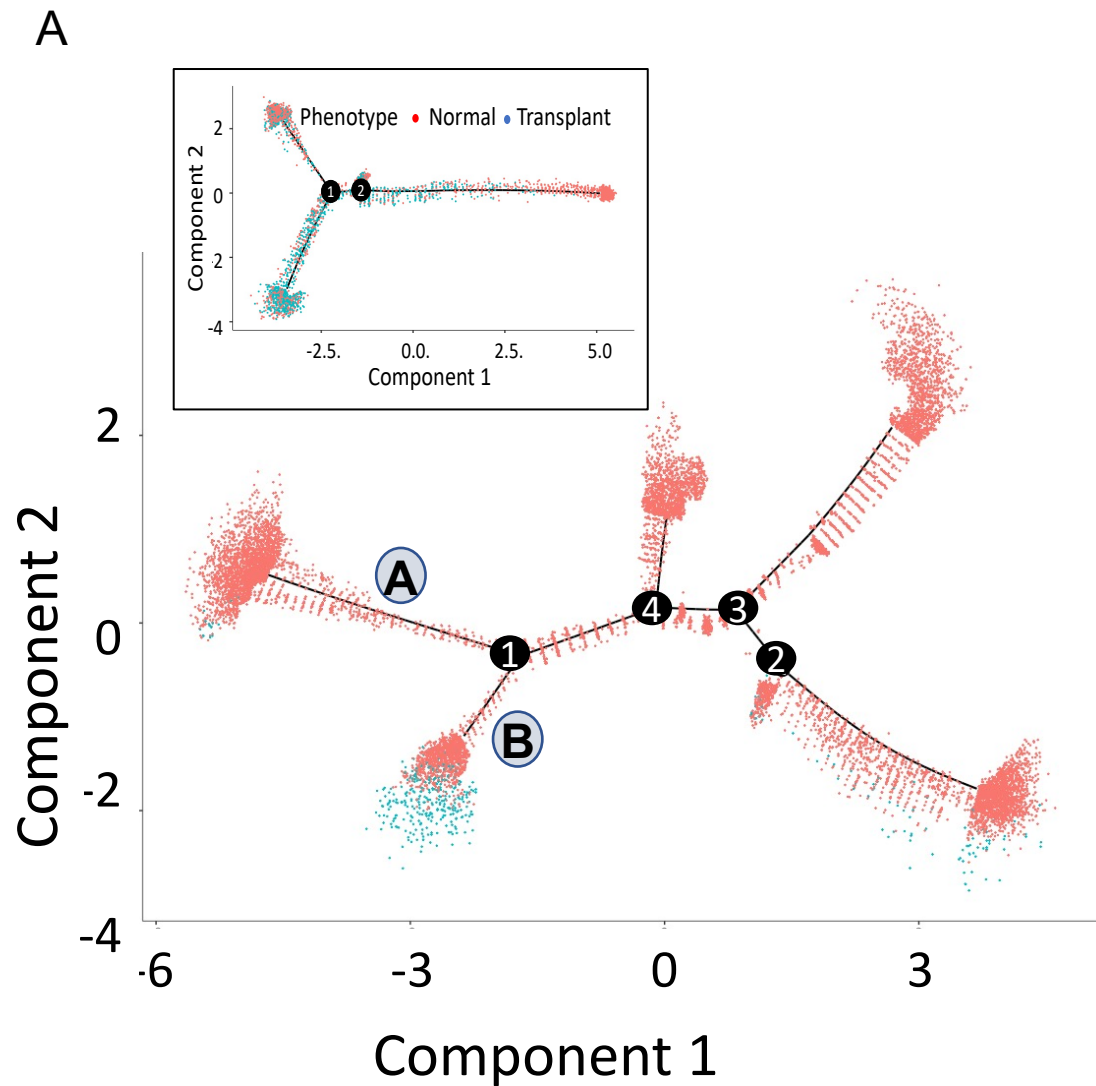 A
Phenotype • Normal • Transplant
Component 2
2
0
2
-4
1
2
-2.5.
0.0.
2.5.
5.0
Component 1
Component 2
2
0
-2
-4
A
B
1
4
3
2
-6
-3
0
3
Component 1